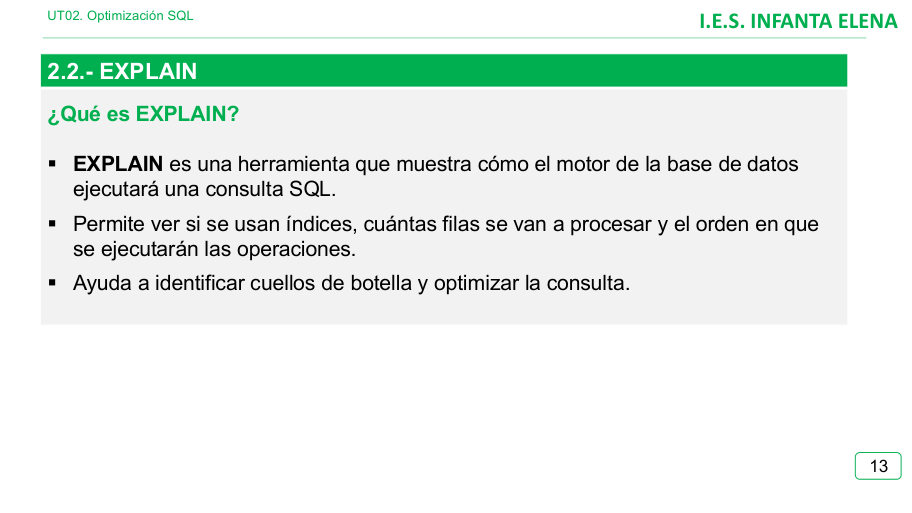 UT02. Optimización SQL
I.E.S. INFANTA ELENA
2.2.- EXPLAIN
¿Qué es EXPLAIN?
▪ EXPLAIN es una herramienta que muestra cómo el motor de la base de datos
ejecutará una consulta SQL.
▪ Permite ver si se usan índices, cuántas filas se van a procesar y el orden en que
se ejecutarán las operaciones.
▪ Ayuda a identificar cuellos de botella y optimizar la consulta.
13